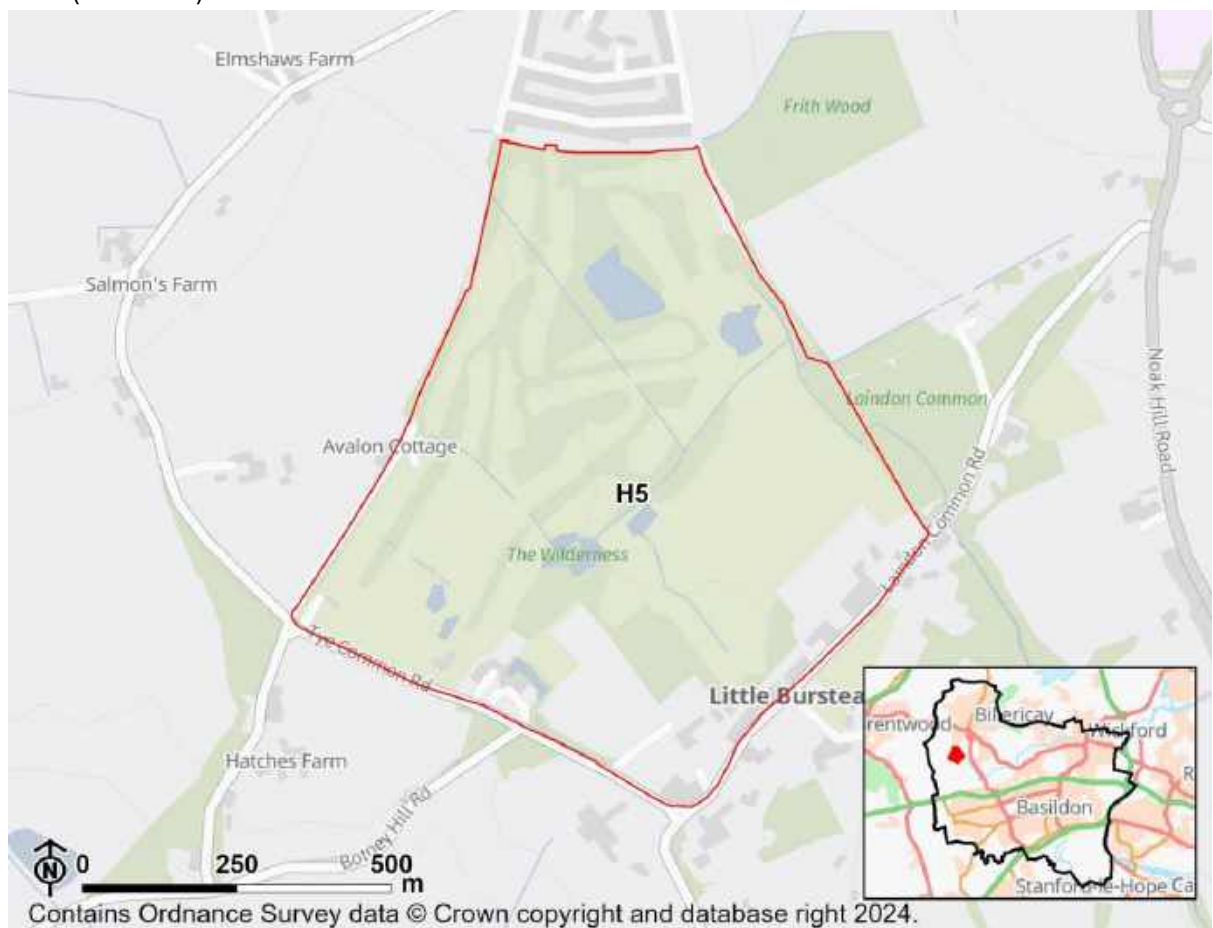 Elmshaws Farm
Frith Wood
Salmon's Farm
Noak Hill Road
Laindon Common
Avalon Cottage
H5
Laindon Common Rd
The Wilderness
Tye Common Rd
Little Burstea
Hatches Farm
Botney Hill Rd
rentwood
Billericay
Wickford
R
Basildon
Stanford-le-Hope Ca
N
0 250 500
m
Contains Ordnance Survey data © Crown copyright and database right 2024.